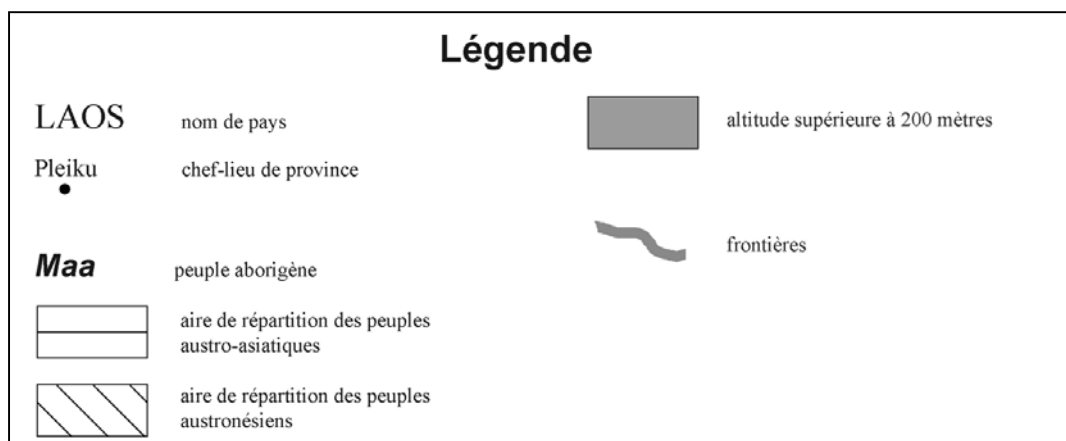 Légende
LAOS nom de pays
Pleiku chef-lieu de province
Maa peuple aborigène
aire de répartition des peuples
austro-asiatiques
aire de répartition des peuples
austronésiens
altitude supérieure à 200 mètres
frontières